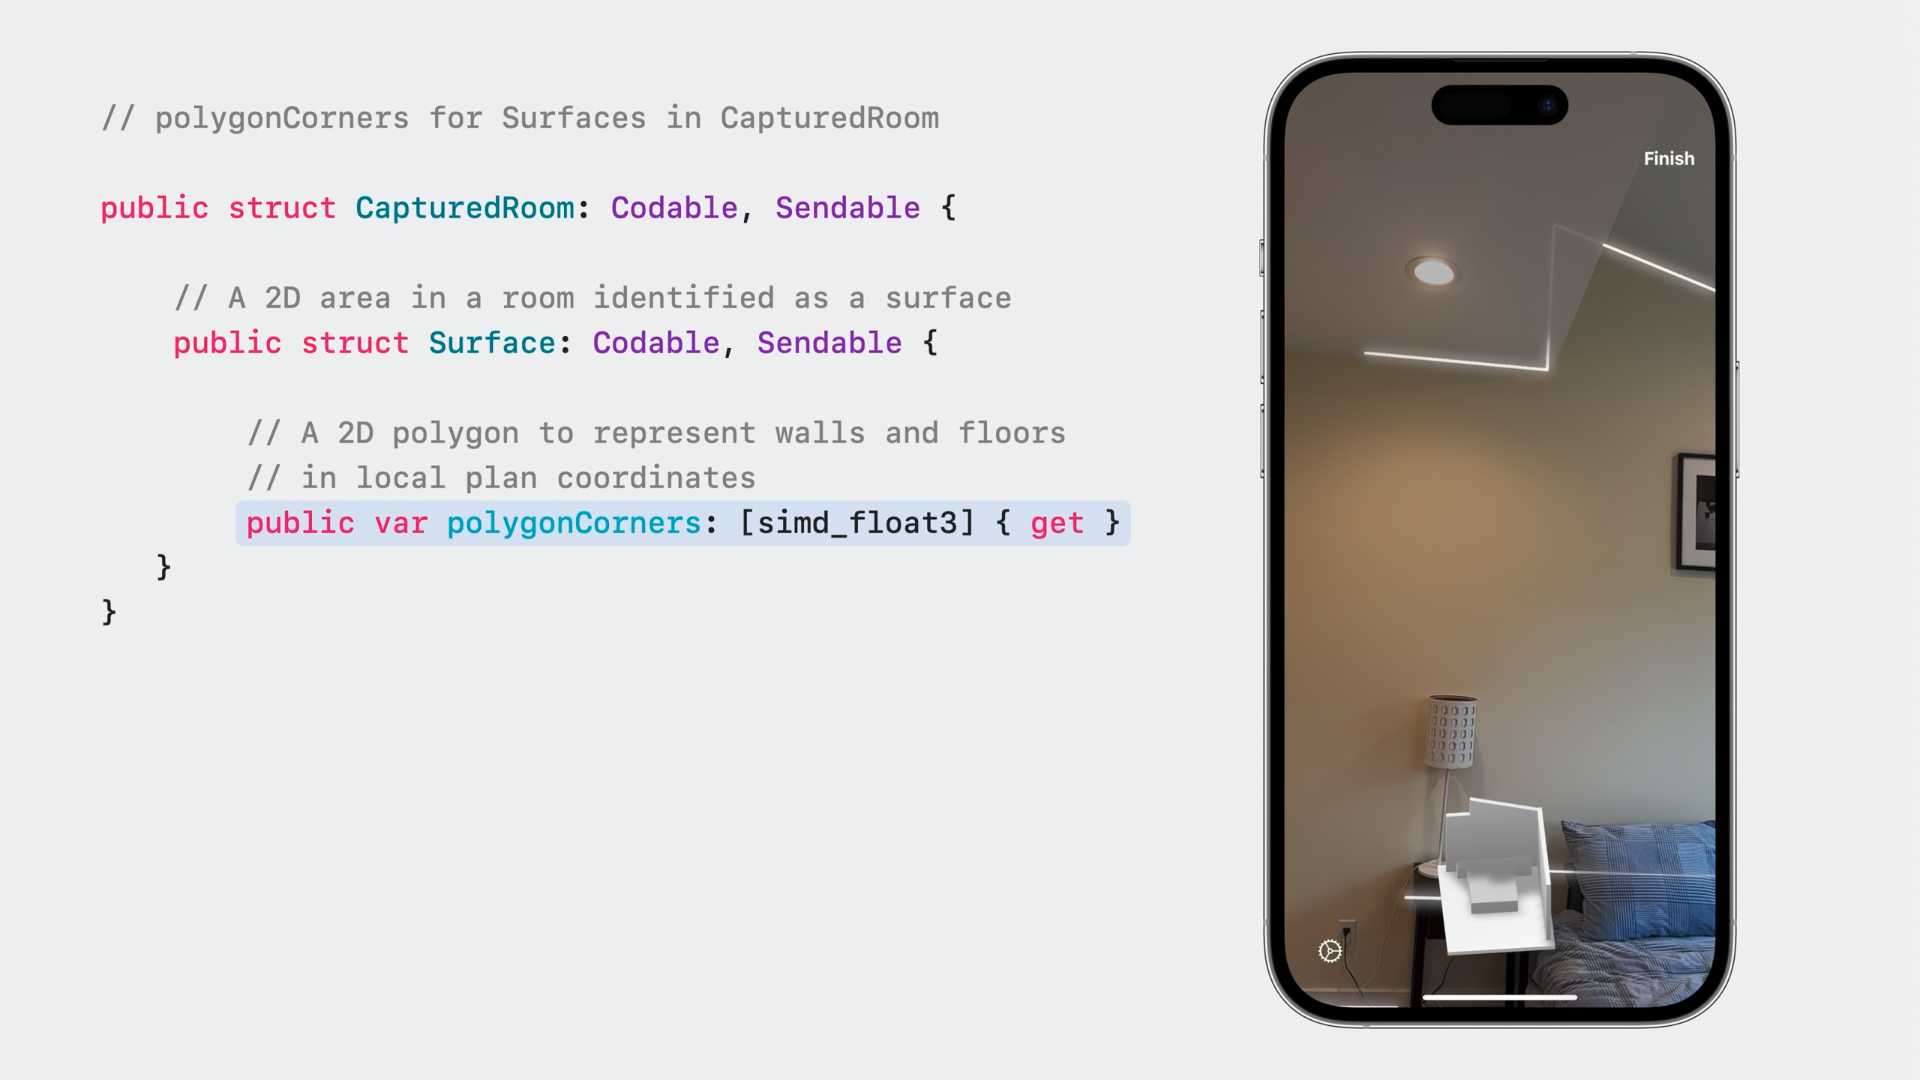 // polygonCorners for Surfaces in CapturedRoom
public struct CapturedRoom: Codable, Sendable {
// A 2D area in a room identified as a surface
public struct Surface: Codable, Sendable {
// A 2D polygon to represent walls and floors
// in local plan coordinates
public var polygonCorners: [simd_float3] { get }
}
}
Finish